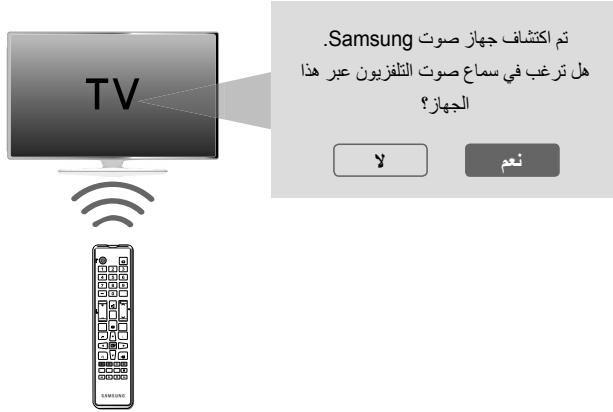 تم اكتشاف جهاز صوت Samsung.
هل ترغب في سماع صوت التلفزيون عبر هذا
الجهاز؟
نعم
لا
TV
SAMSUNG